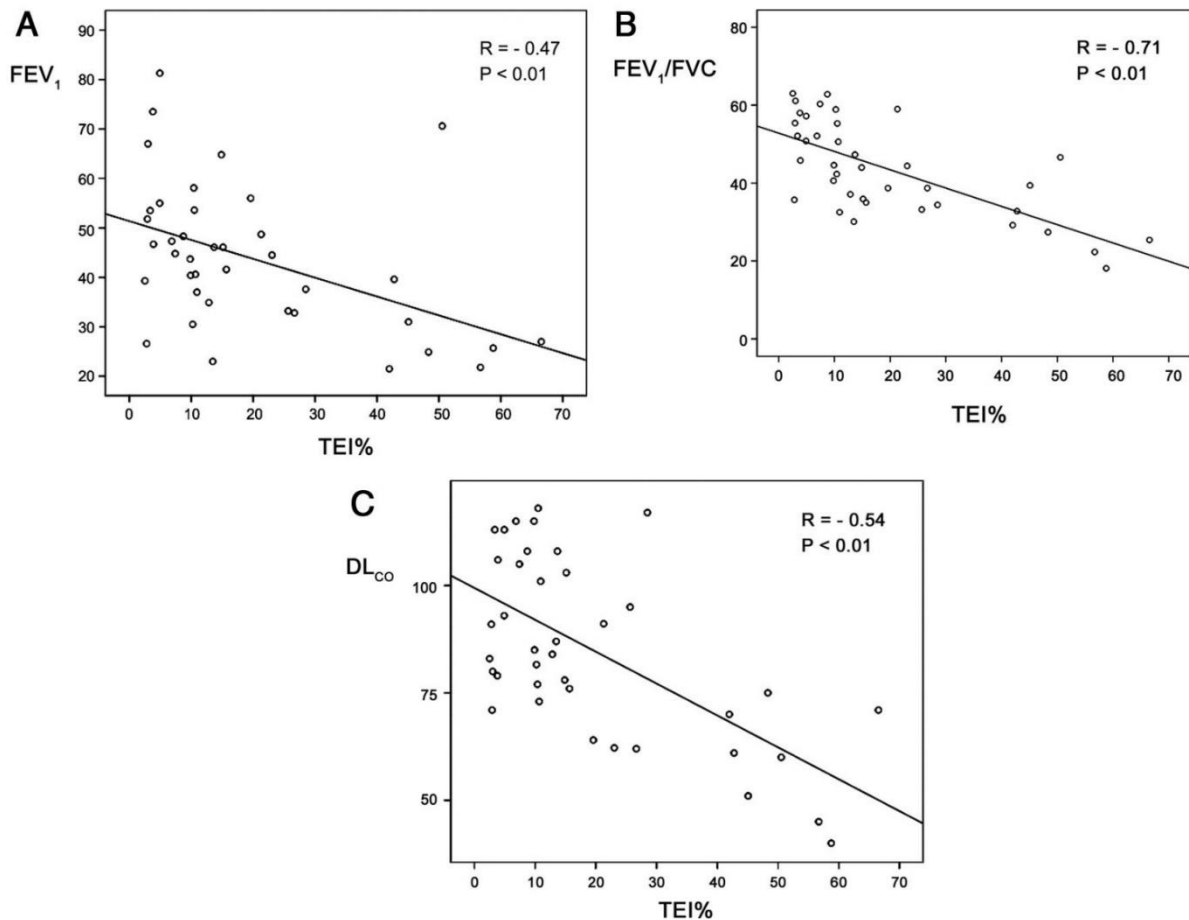 A
FEV₁
90
80
70
60
50
40
30
20
R = - 0.47
P < 0.01
0 10 20 30 40 50 60 70
TEI%
B
FEV₁/FVC
80
60
40
20
0
R = - 0.71
P < 0.01
0 10 20 30 40 50 60 70
TEI%
C
DL_CO
100
75
50
R = - 0.54
P < 0.01
0 10 20 30 40 50 60 70
TEI%